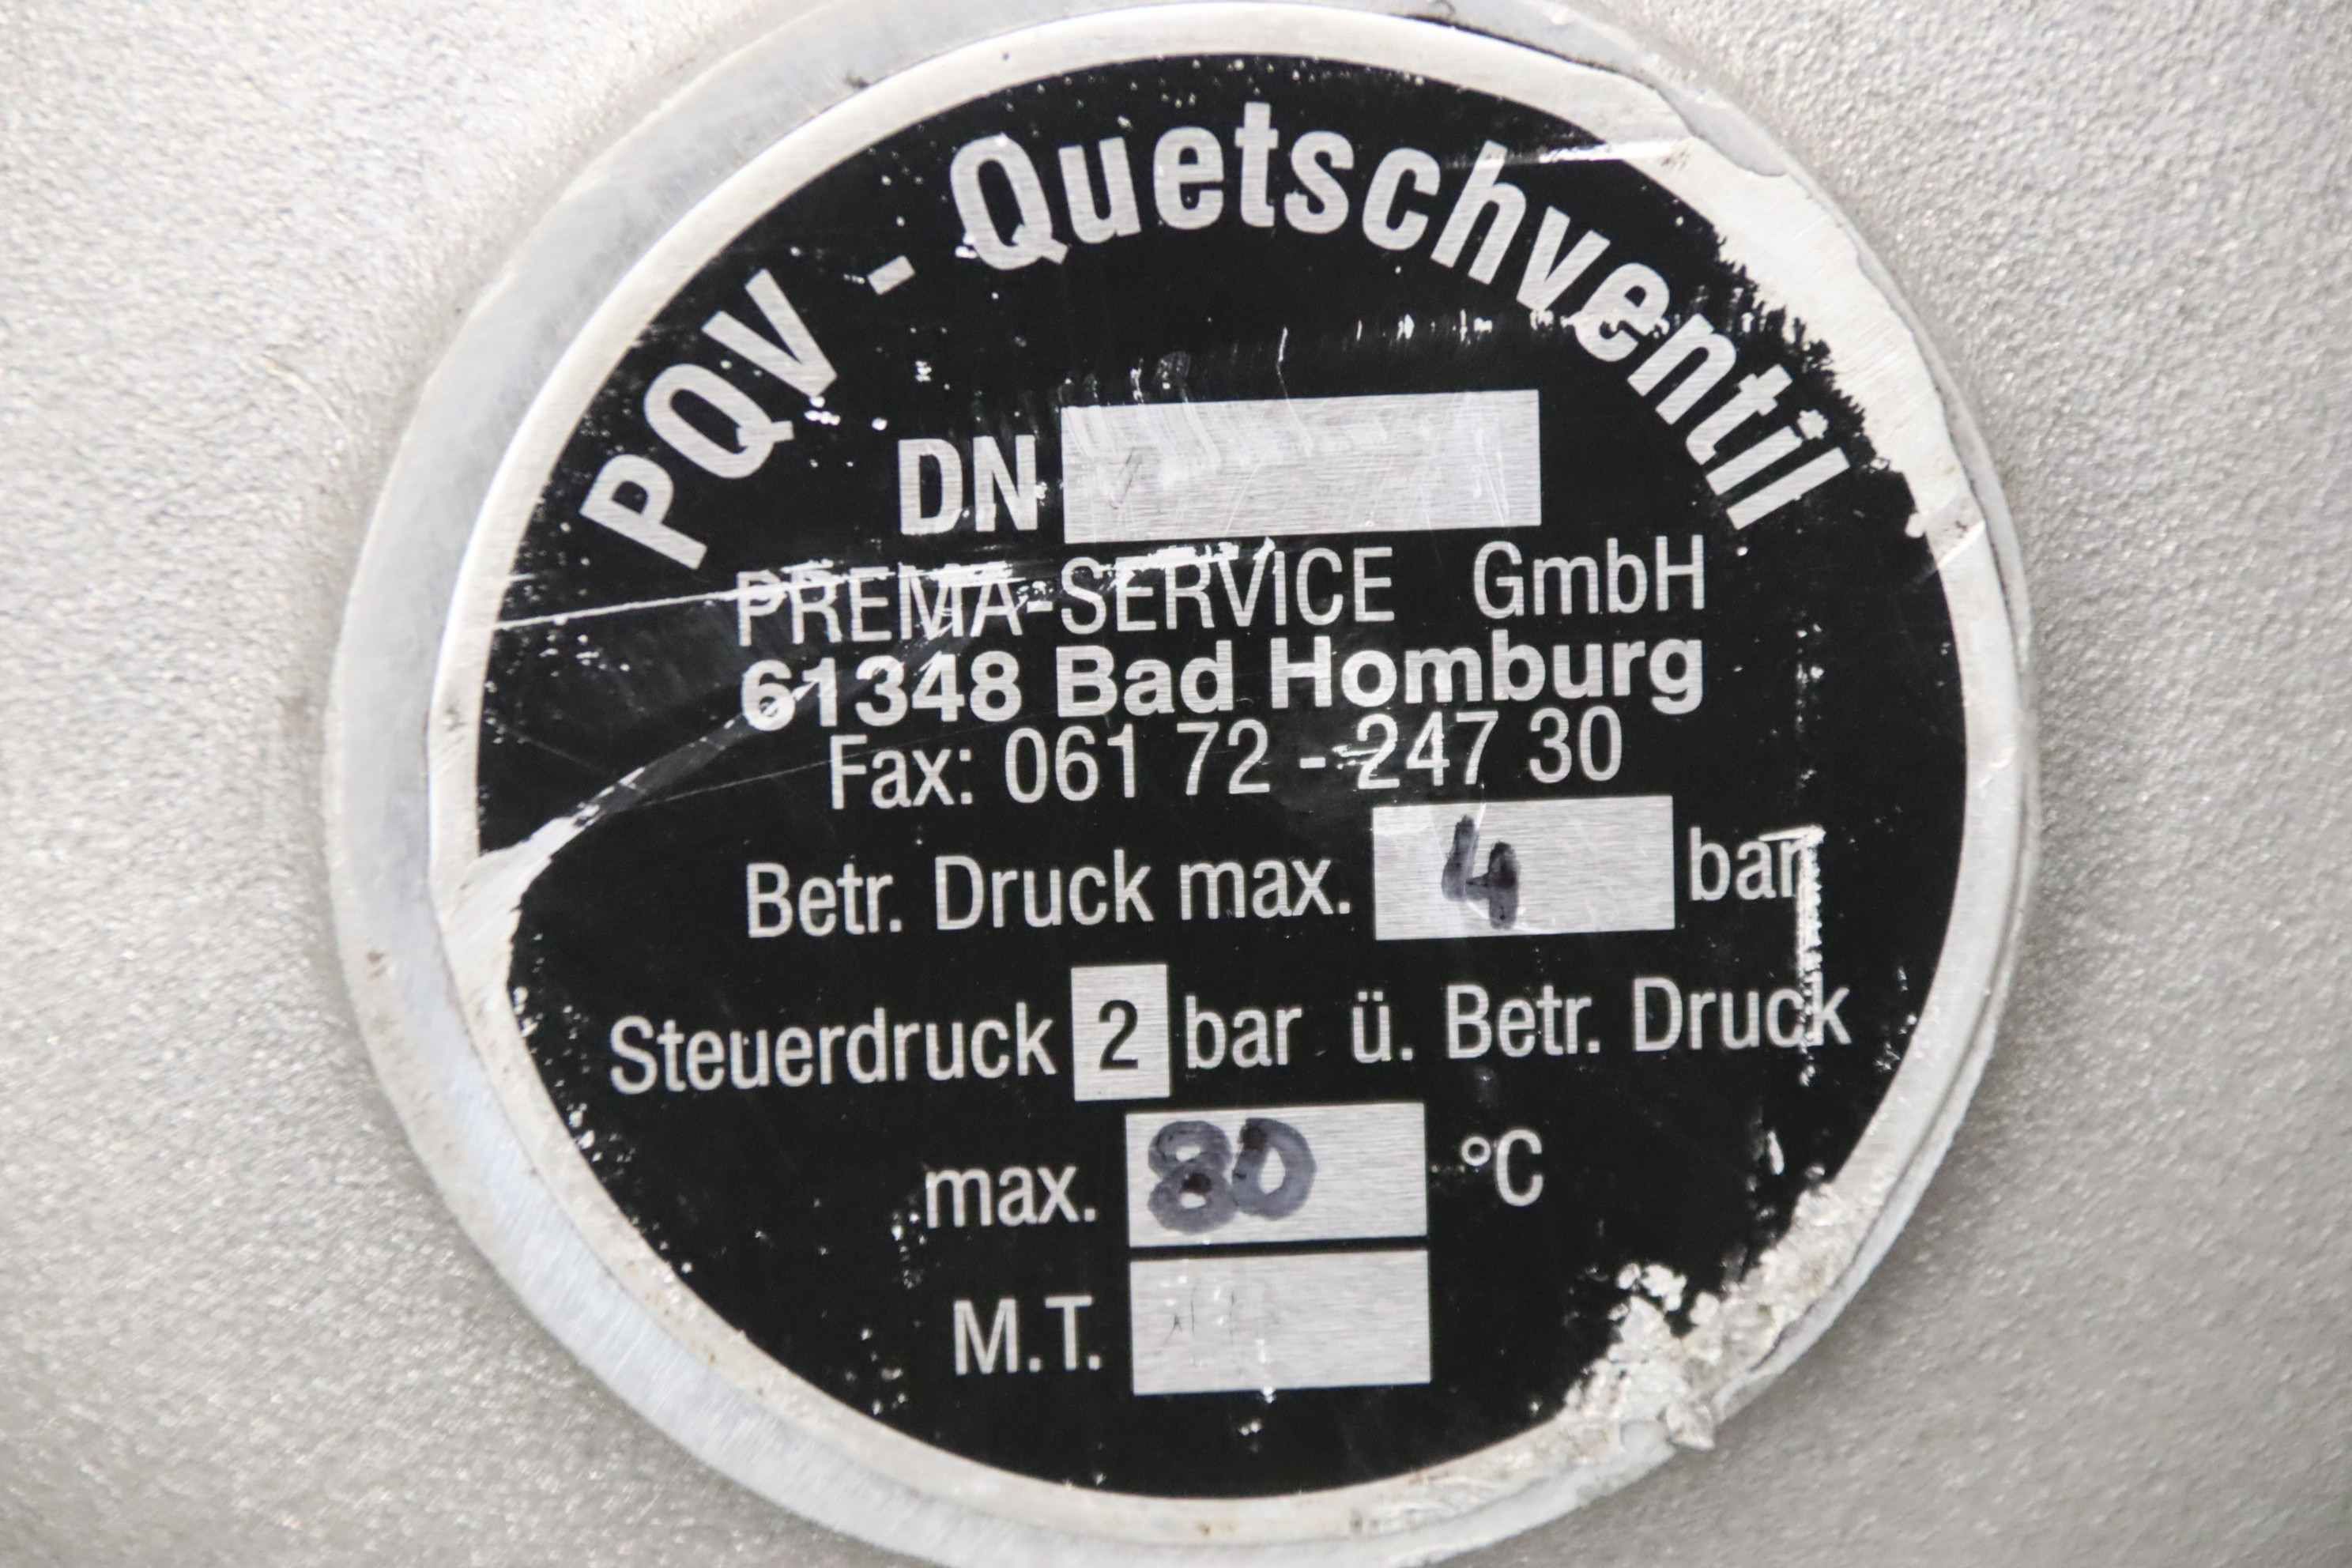 PQV - Quetschventil
DN
PREMA-SERVICE GmbH
61348 Bad Homburg
Fax: 061 72 - 247 30
Betr. Druck max. 4 bar
Steuerdruck 2 bar ü. Betr. Druck
max. 80 °C
M.T.